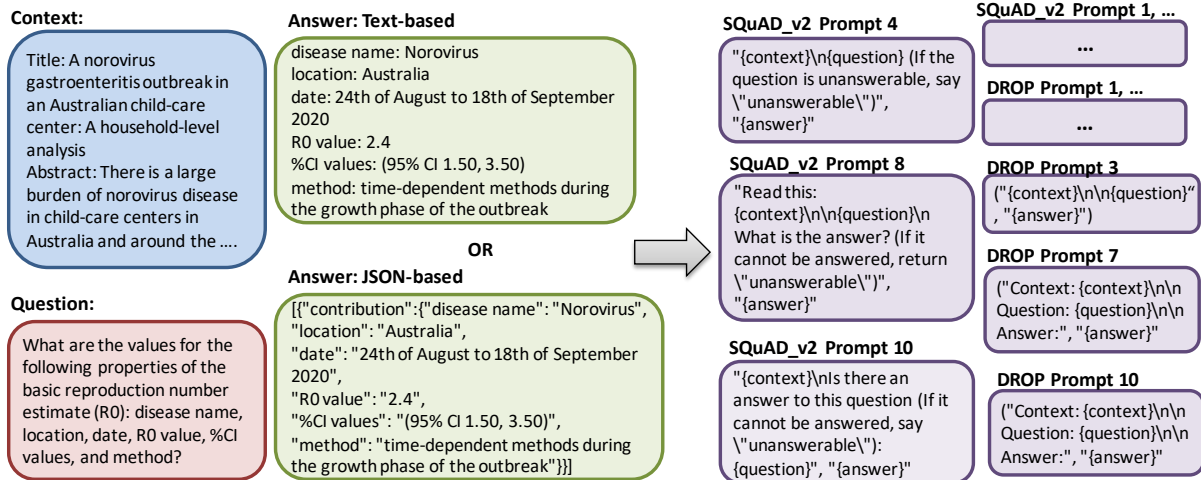 Context:
Title: A norovirus
gastroenteritis outbreak in
an Australian child-care
center: A household-level
analysis
Abstract: There is a large
burden of norovirus disease
in child-care centers in
Australia and around the ....
Question:
What are the values for the
following properties of the
basic reproduction number
estimate (R0): disease name,
location, date, R0 value, %CI
values, and method?
Answer: Text-based
disease name: Norovirus
location: Australia
date: 24th of August to 18th of September
2020
R0 value: 2.4
%CI values: (95% CI 1.50, 3.50)
method: time-dependent methods during
the growth phase of the outbreak
OR
Answer: JSON-based
[{"contribution":{"disease name": "Norovirus",
"location": "Australia",
"date": "24th of August to 18th of September
2020",
"R0 value": "2.4",
"%CI values": "(95% CI 1.50, 3.50)",
"method": "time-dependent methods during
the growth phase of the outbreak"}}]
SQuAD_v2 Prompt 4
"{context}\n{question} (If the
question is unanswerable, say
\"unanswerable\")",
"{answer}"
SQuAD_v2 Prompt 8
"Read this:
{context}\n\n{question}\n
What is the answer? (If it
cannot be answered, return
\"unanswerable\")",
"{answer}"
SQuAD_v2 Prompt 10
"{context}\nIs there an
answer to this question (If it
cannot be answered, say
\"unanswerable\"):
{question}", "{answer}"
SQuAD_v2 Prompt 1, ...
...
DROP Prompt 1, ...
...
DROP Prompt 3
("{context}\n\n{question}“
, "{answer}")
DROP Prompt 7
("Context: {context}\n\n
Question: {question}\n\n
Answer:", "{answer}"
DROP Prompt 10
("Context: {context}\n\n
Question: {question}\n\n
Answer:", "{answer}"